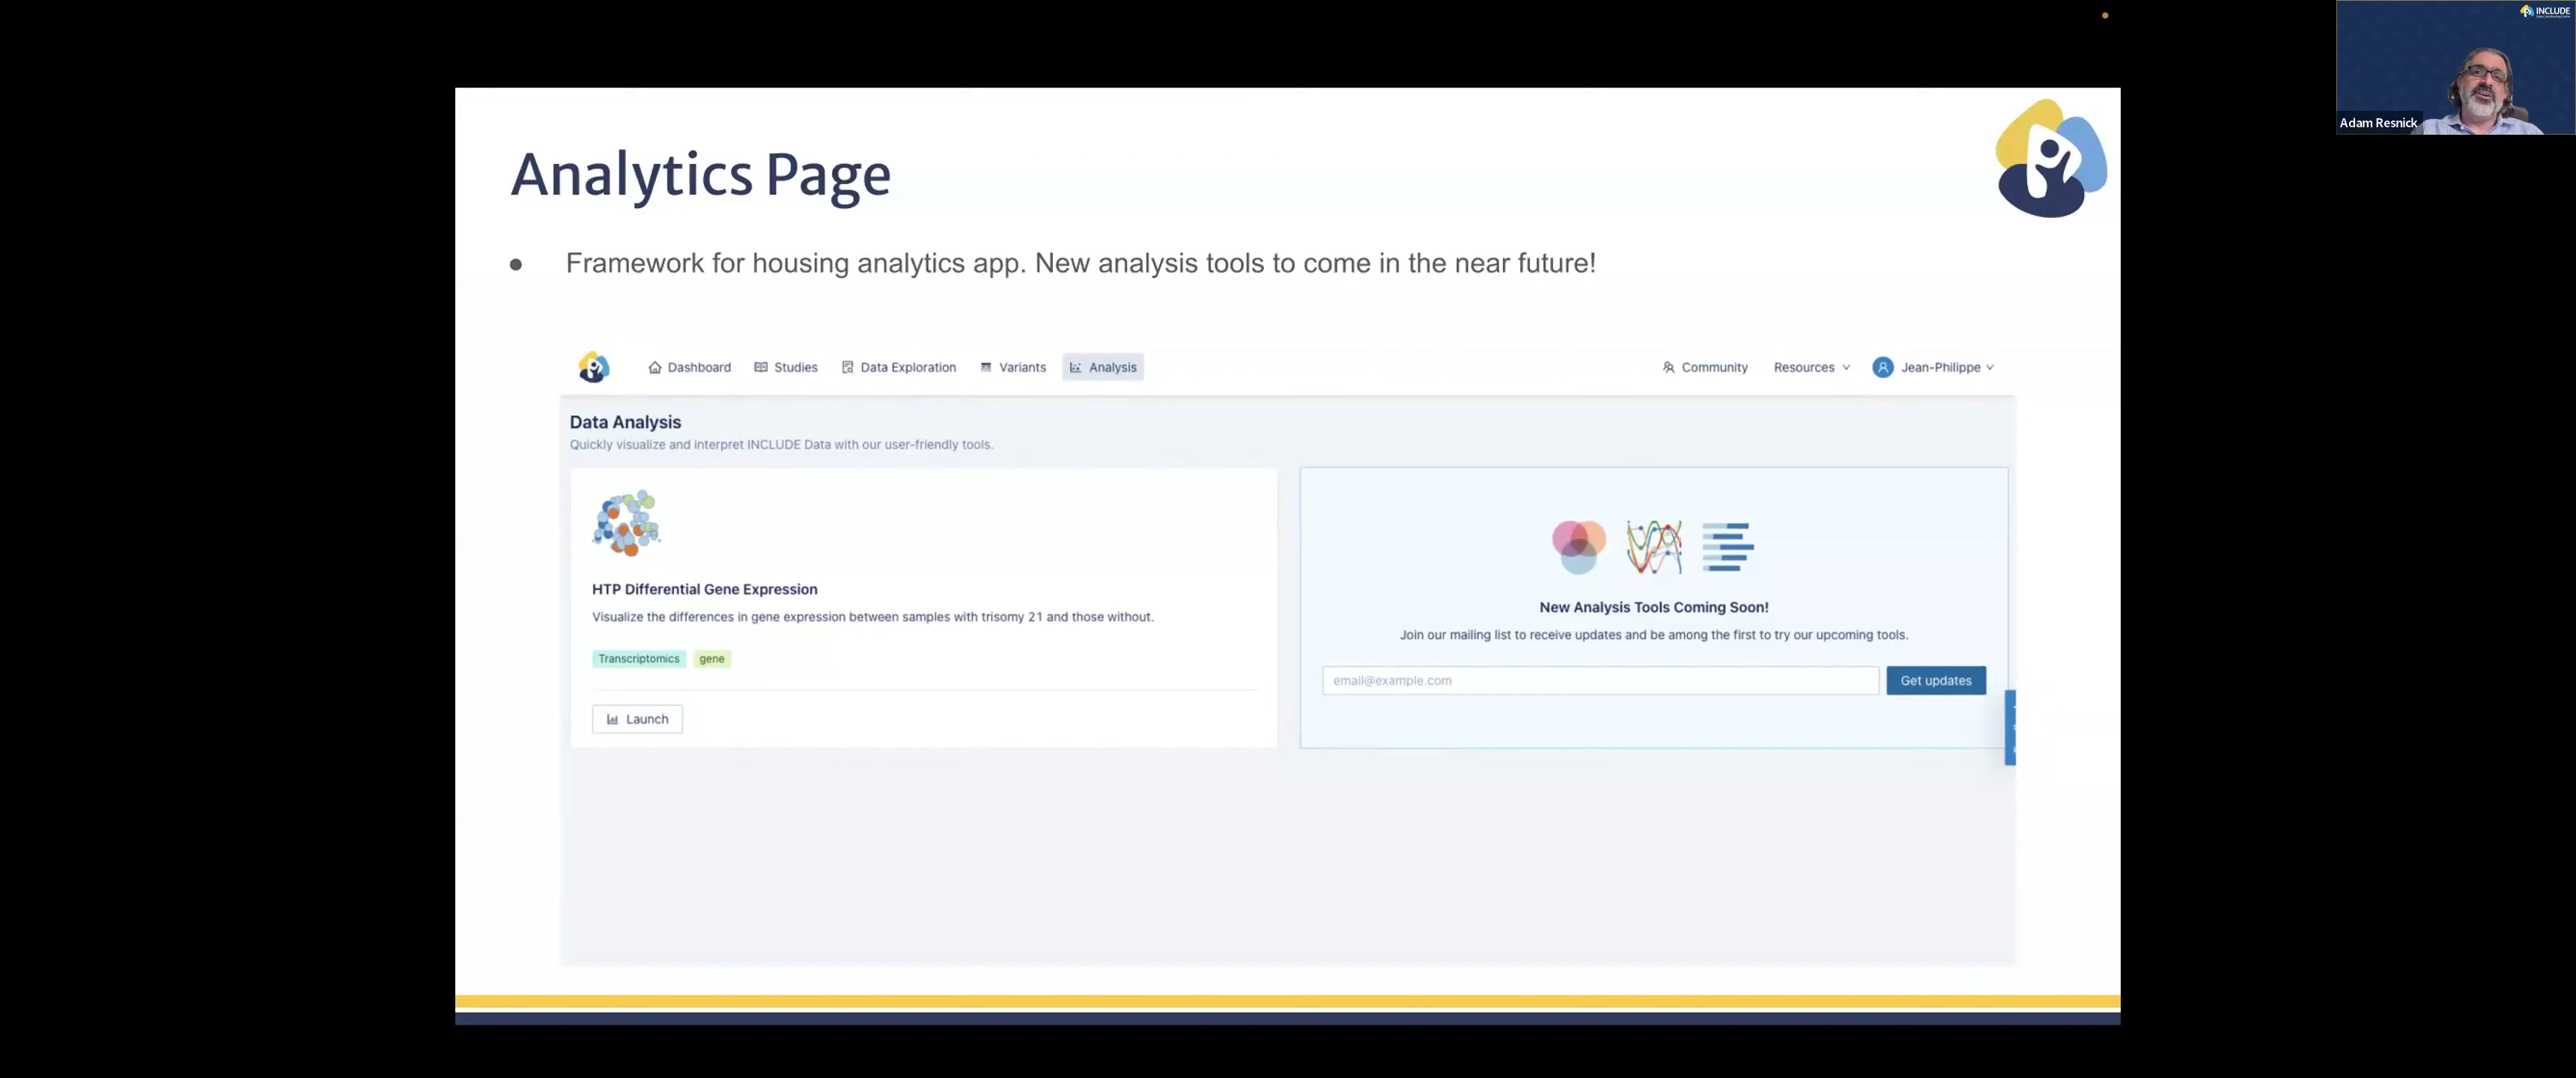 INCLUDE
Adam Resnick
Analytics Page
● Framework for housing analytics app. New analysis tools to come in the near future!
Dashboard Studies Data Exploration Variants Analysis Community Resources Jean-Philippe
Data Analysis
Quickly visualize and interpret INCLUDE Data with our user-friendly tools.
HTP Differential Gene Expression
Visualize the differences in gene expression between samples with trisomy 21 and those without.
Transcriptomics gene
Launch
New Analysis Tools Coming Soon!
Join our mailing list to receive updates and be among the first to try our upcoming tools.
email@example.com Get updates